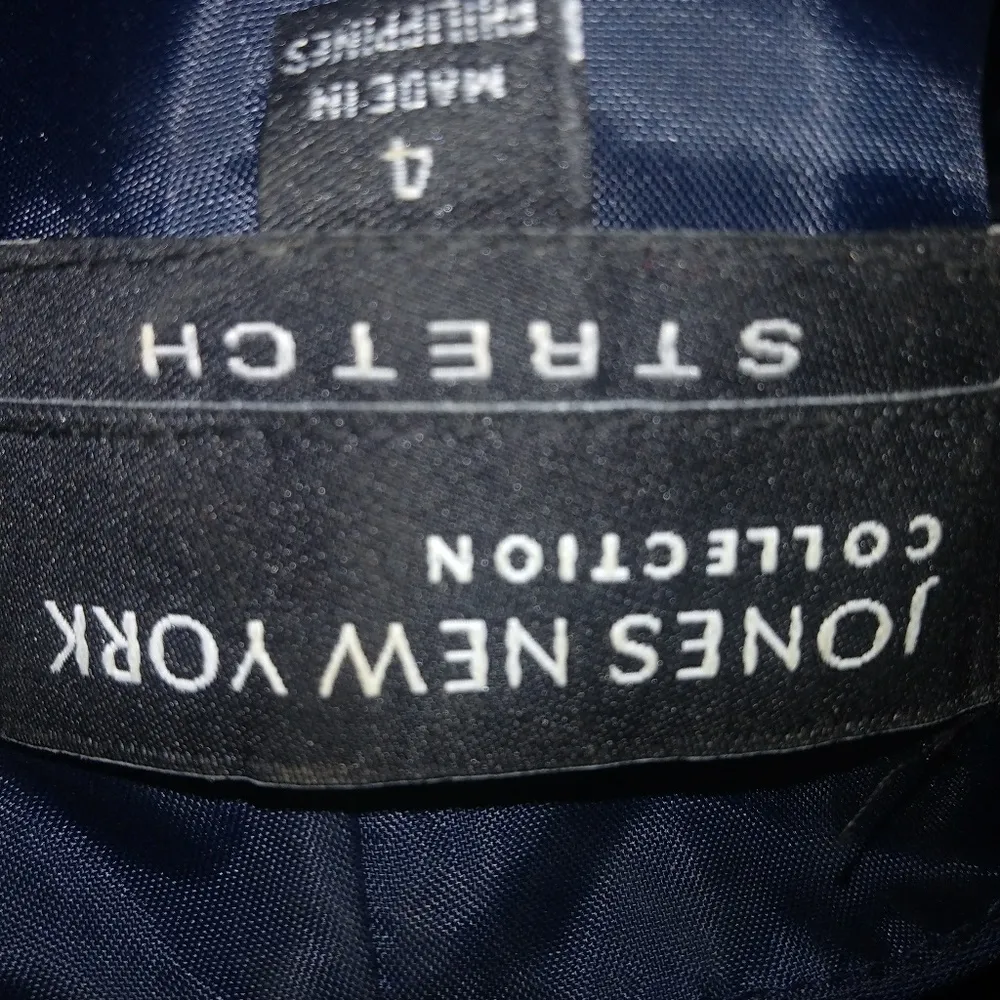 JONES NEW YORK
COLLECTION
STRETCH
4
MADE IN
PHILIPPINES